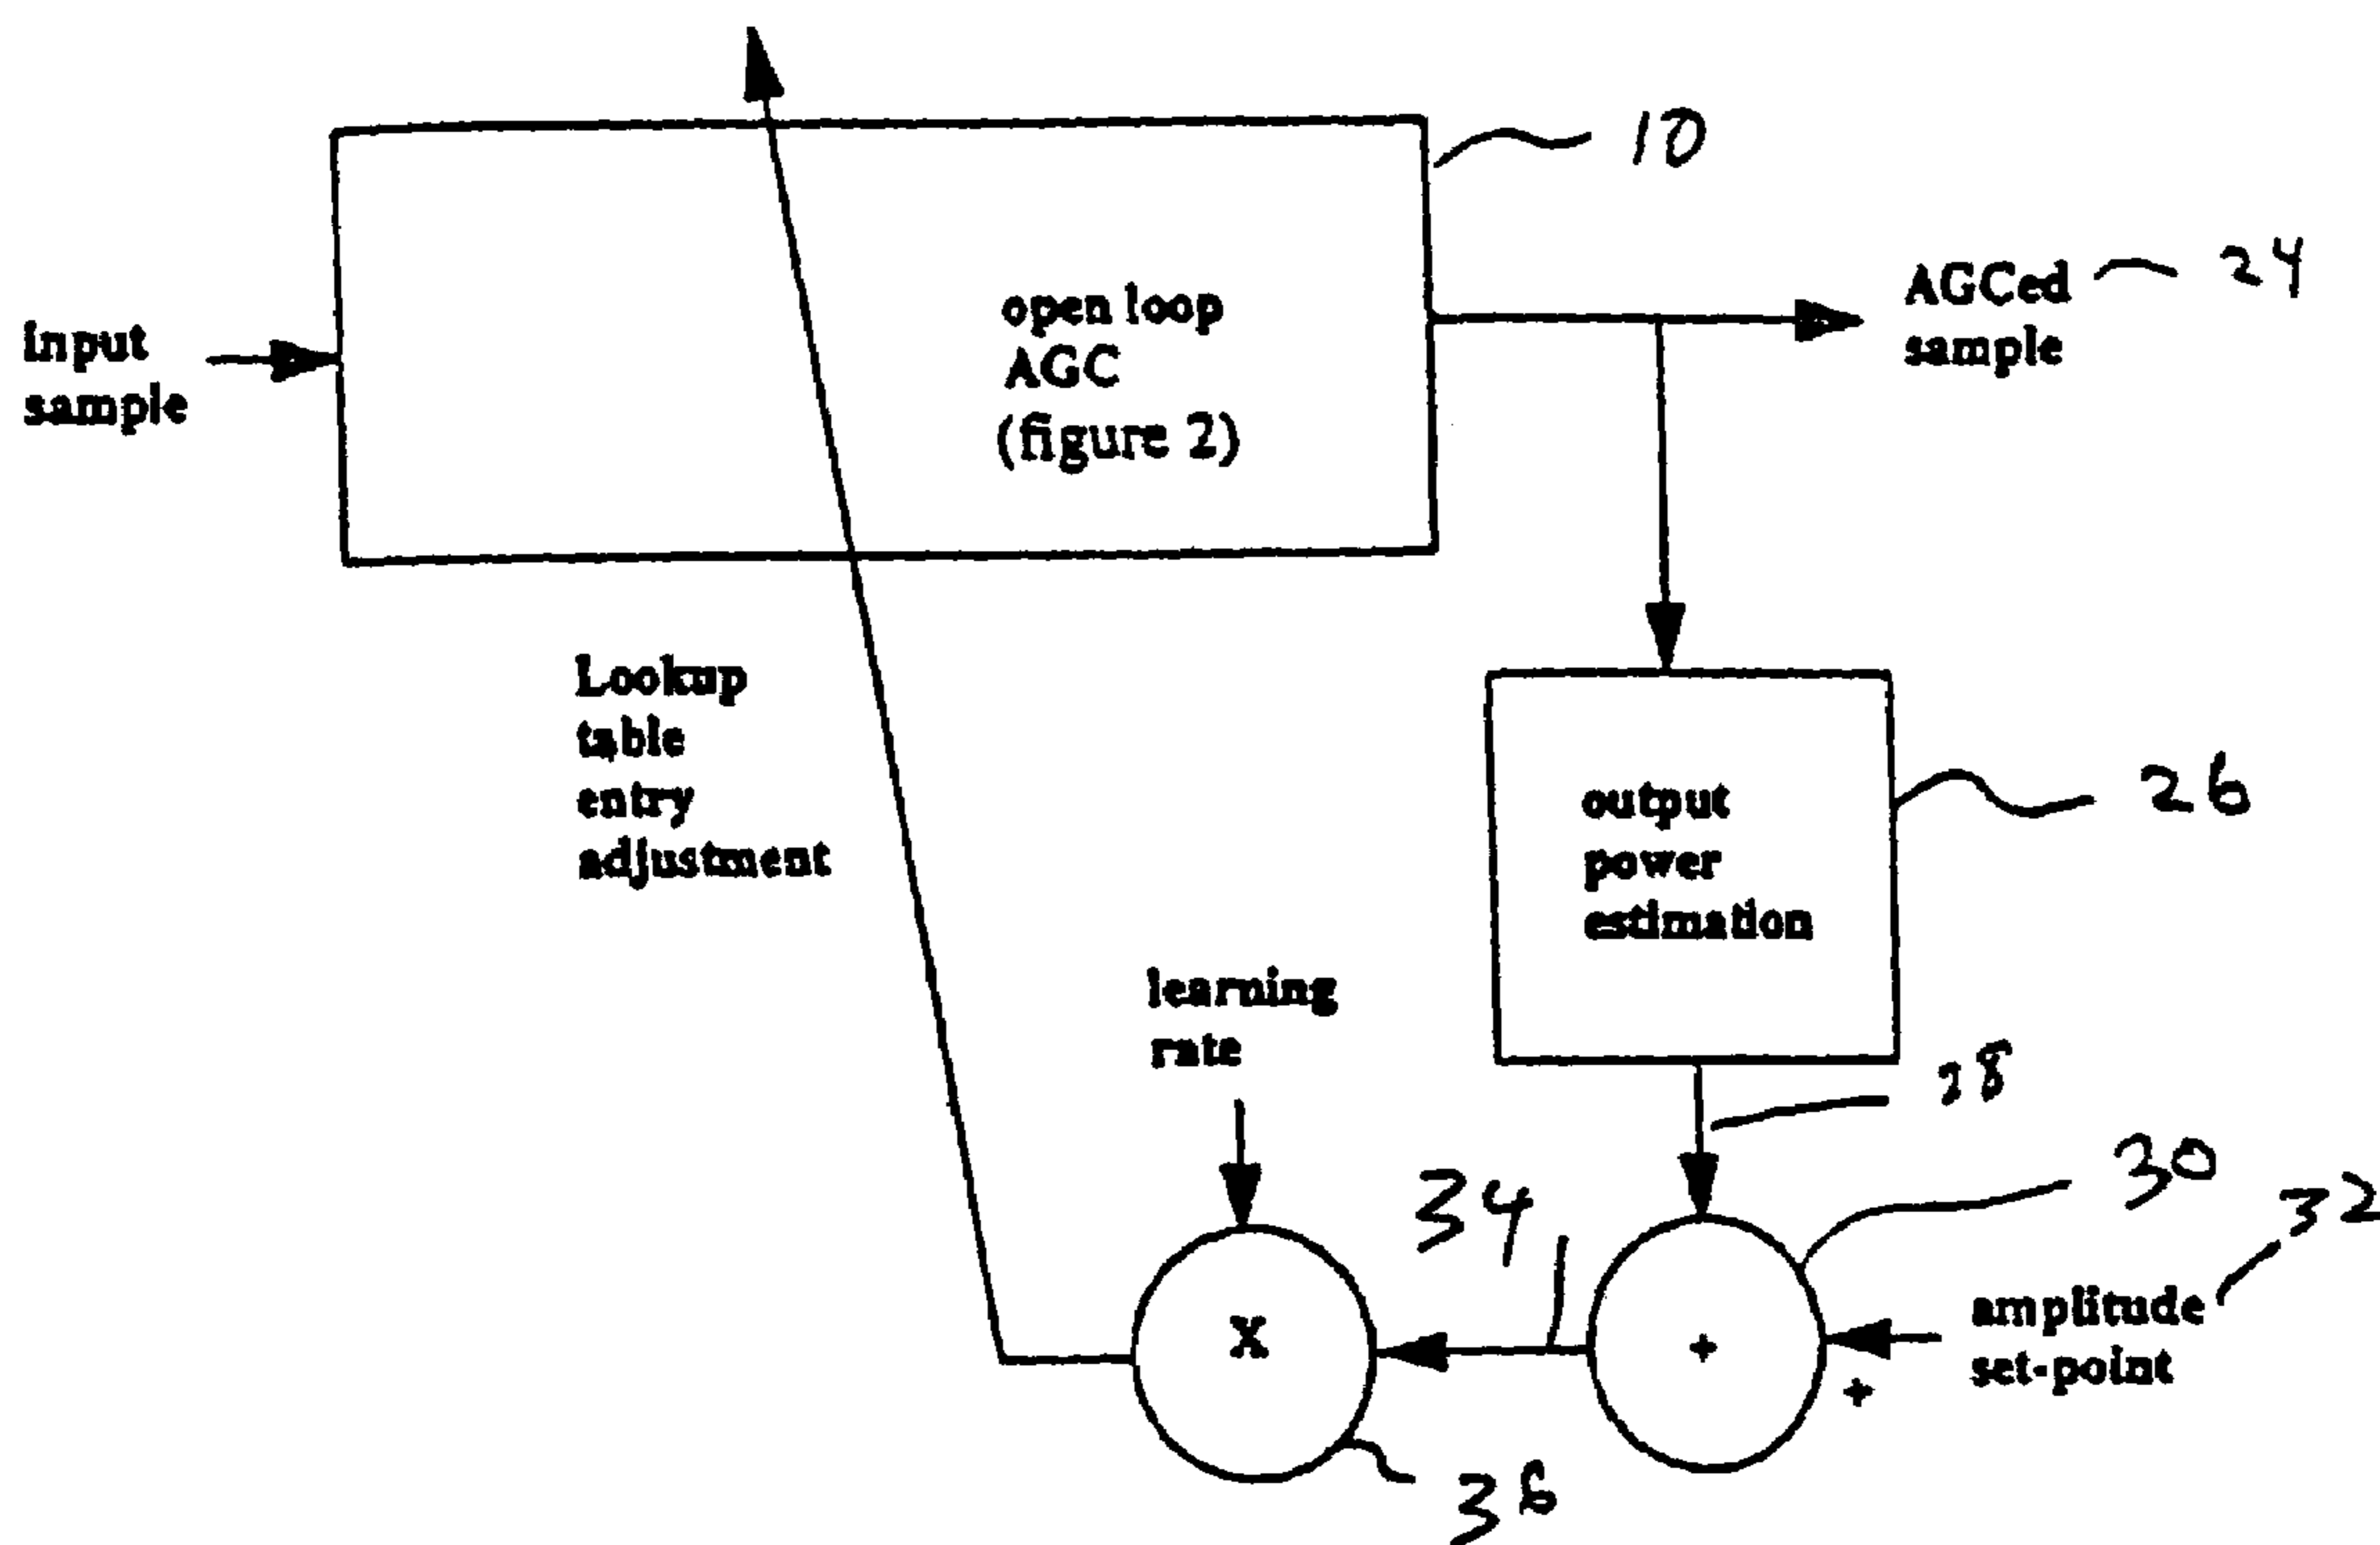 10
input
sample
open loop
AGC
(figure 2)
AGCed
sample
24
Lookup
table
entry
adjustment
output
power
estimation
26
learning
rate
28
30
32
34
amplitude
set-point
X
+
+